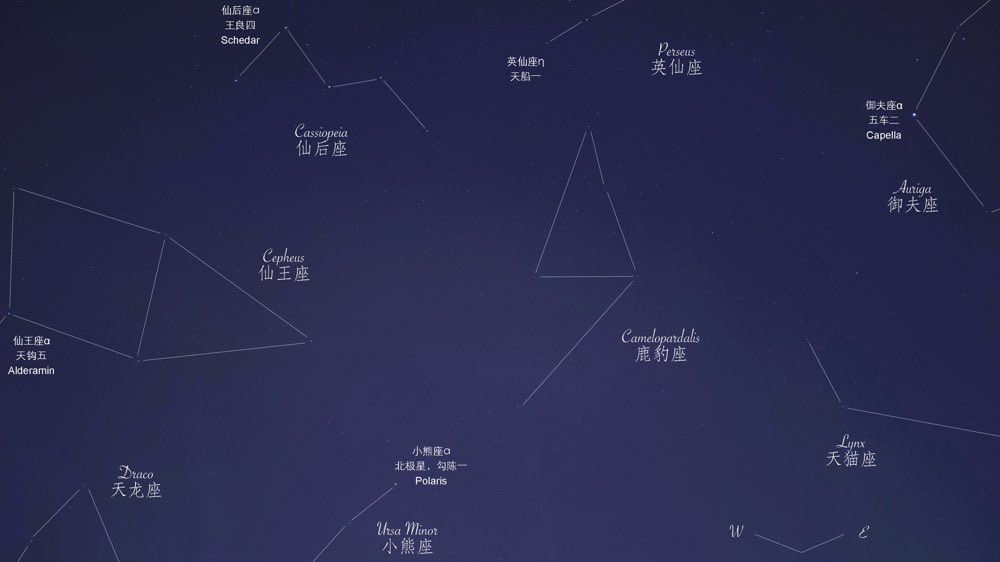 仙后座α
王良四
Schedar
英仙座η
天船一
Perseus
英仙座
御夫座α
五车二
Capella
Cassiopeia
仙后座
Auriga
御夫座
Cepheus
仙王座
仙王座α
天钩五
Alderamin
Camelopardalis
鹿豹座
Lynx
天猫座
小熊座α
北极星，勾陈一
Polaris
Draco
天龙座
Ursa Minor
小熊座
W E